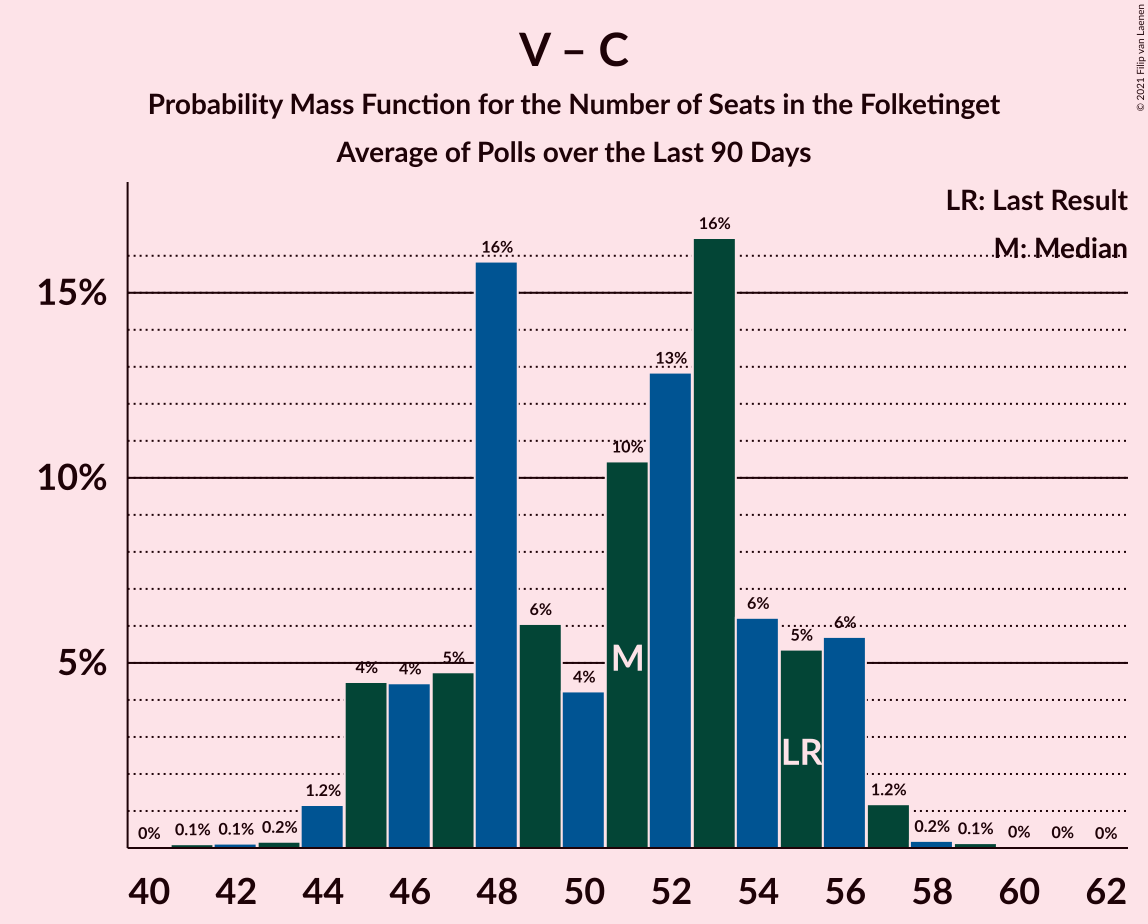 V – C
Probability Mass Function for the Number of Seats in the Folketinget
Average of Polls over the Last 90 Days
© 2021 Filip van Laenen
LR: Last Result
M: Median
15%
10%
5%
0%
0.1%
0.1%
0.2%
1.2%
4%
4%
5%
16%
6%
4%
10%
13%
16%
6%
5%
6%
1.2%
0.2%
0.1%
0%
0%
0%
M
LR
40 42 44 46 48 50 52 54 56 58 60 62